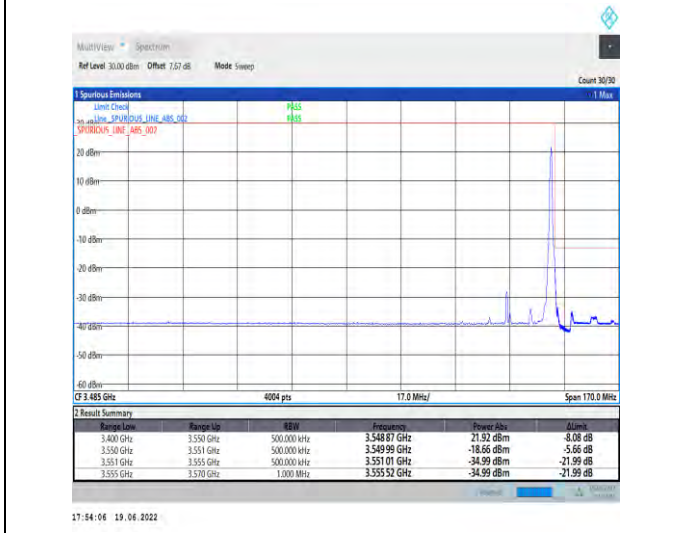 MultiView Spectrum
Ref Level 30.00 dBm Offset 7.67 dB Mode Sweep
Count 30/30
1 Spurious Emissions 1 Max
Limit Check PASS
Line _SPURIOUS_LINE_ABS_002 PASS
_SPURIOUS_LINE_ABS_002
20 dBm
10 dBm
0 dBm
-10 dBm
-20 dBm
-30 dBm
-40 dBm
-50 dBm
-60 dBm
CF 3.485 GHz 4004 pts 17.0 MHz/ Span 170.0 MHz
2 Result Summary
Range Low Range Up RBW Frequency Power Abs ΔLimit
3.400 GHz 3.550 GHz 500.000 kHz 3.548 87 GHz 21.92 dBm -8.08 dB
3.550 GHz 3.551 GHz 500.000 kHz 3.549 99 GHz -18.66 dBm -5.66 dB
3.551 GHz 3.555 GHz 500.000 kHz 3.551 01 GHz -34.99 dBm -21.99 dB
3.555 GHz 3.570 GHz 1.000 MHz 3.555 52 GHz -34.99 dBm -21.99 dB
17:54:06 19.06.2022